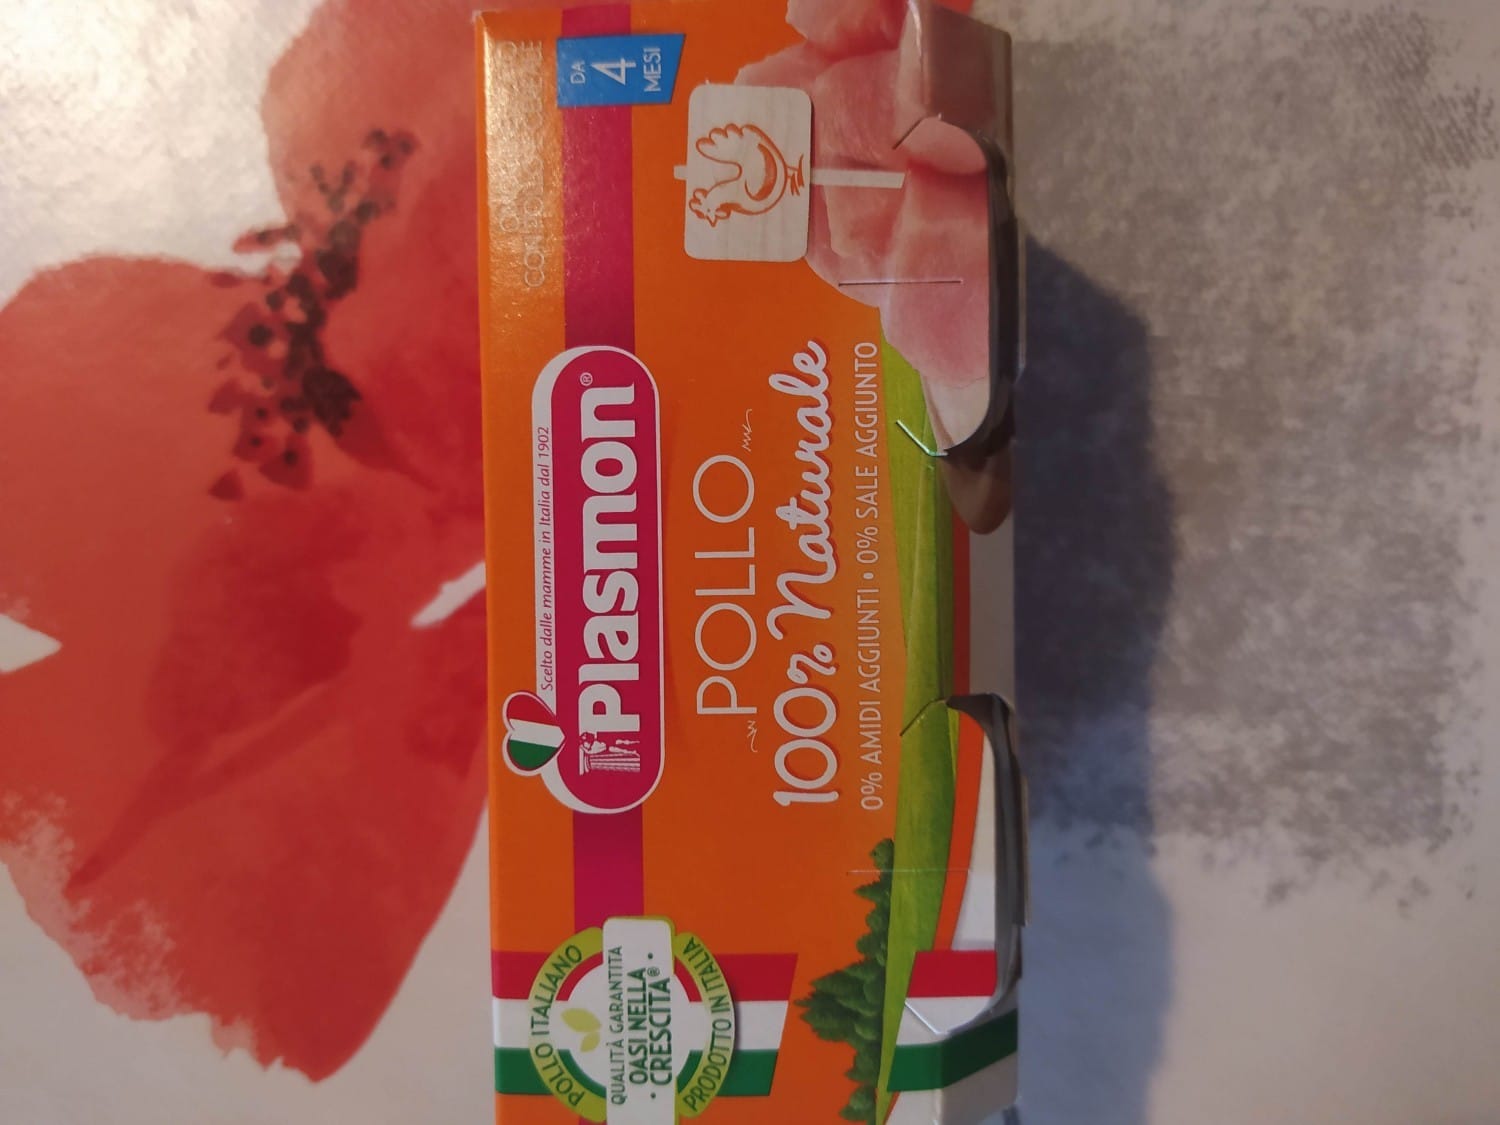 DA
4
MESI
Scelto dalle mamme in Italia dal 1902
Plasmon®
POLLO
100% Naturale
0% AMIDI AGGIUNTI • 0% SALE AGGIUNTO
POLLO ITALIANO
QUALITÀ GARANTITA
OASI NELLA
• CRESCITA® •
PRODOTTO IN ITALIA